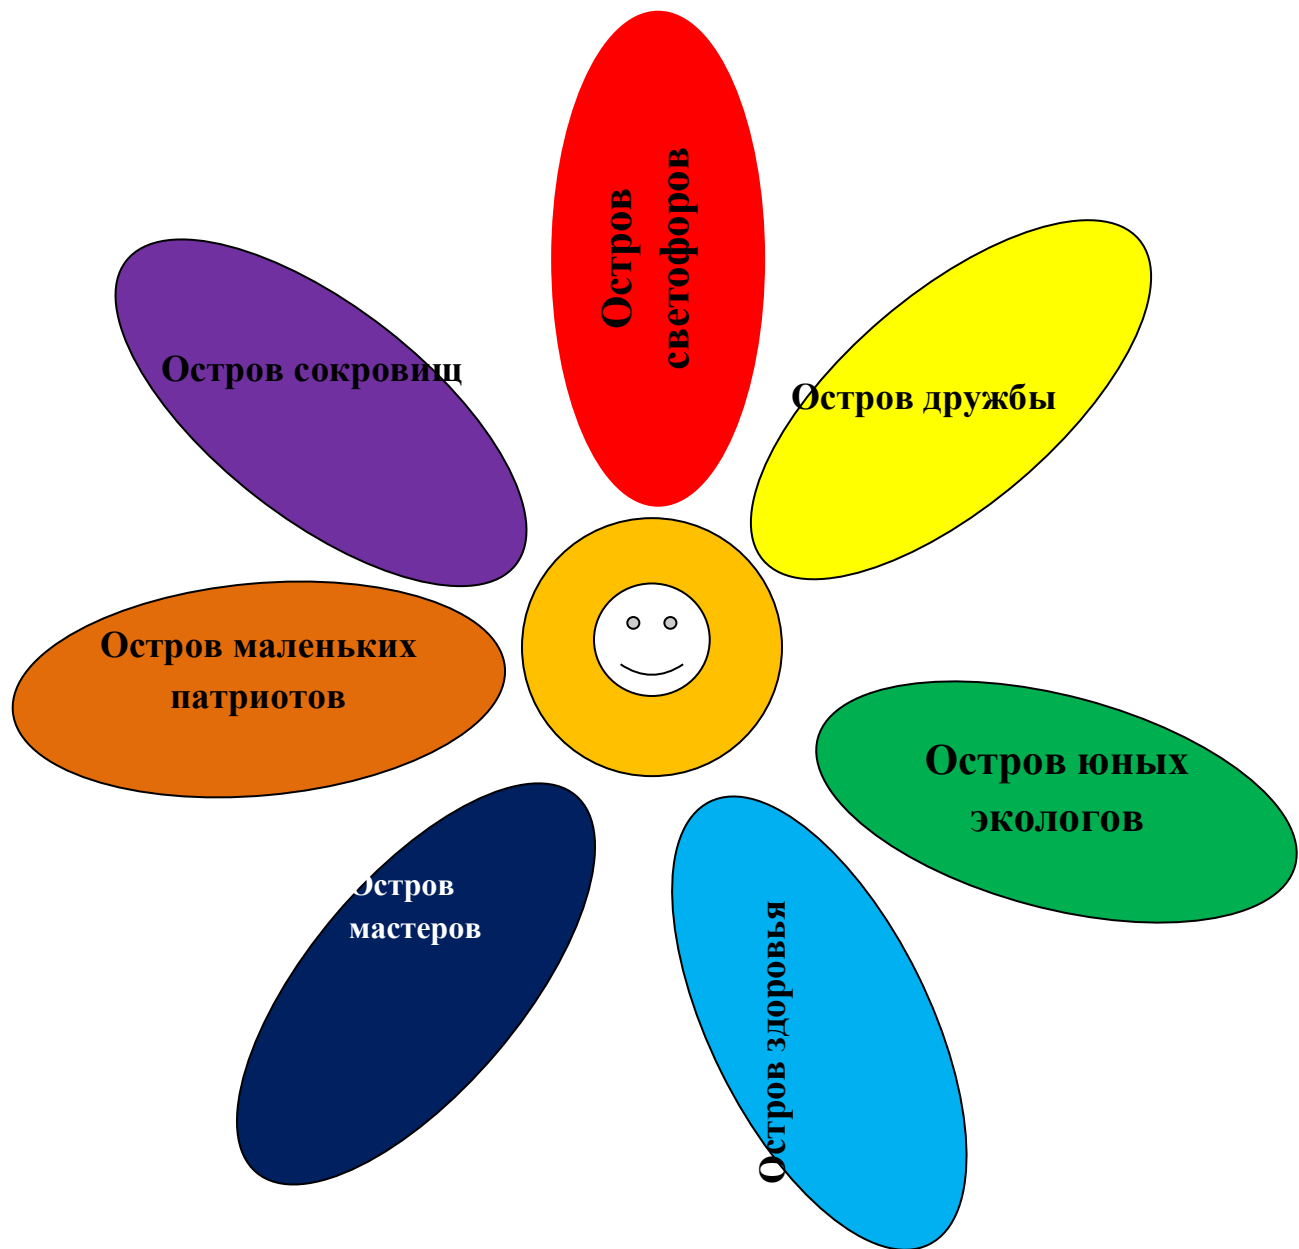 Остров
светофоров
Остров сокровищ
Остров дружбы
Остров маленьких
патриотов
Остров юных
экологов
Остров
мастеров
Остров здоровья